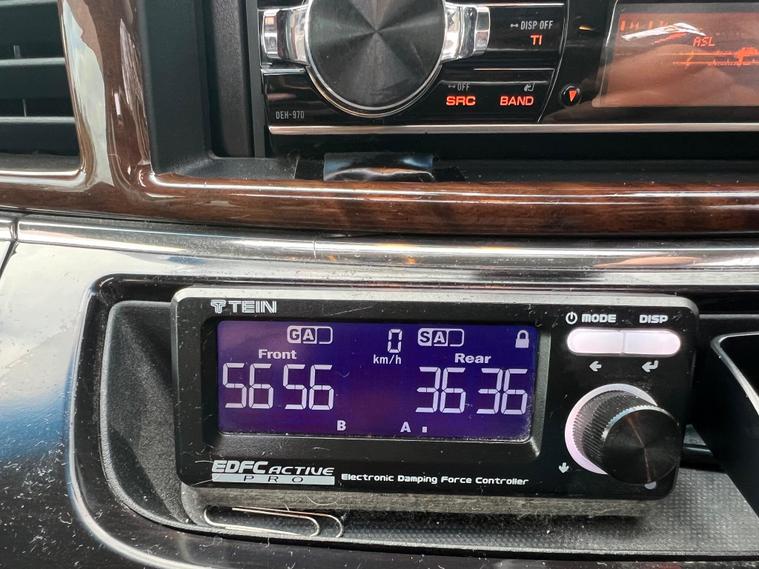 DISP OFF
TI
ASL
OFF
SRC BAND
DEH-970
TEIN
MODE DISP
GA 0 SA
km/h
Front Rear
56 56 36 36
B A
EDFC ACTIVE
PRO
Electronic Damping Force Controller